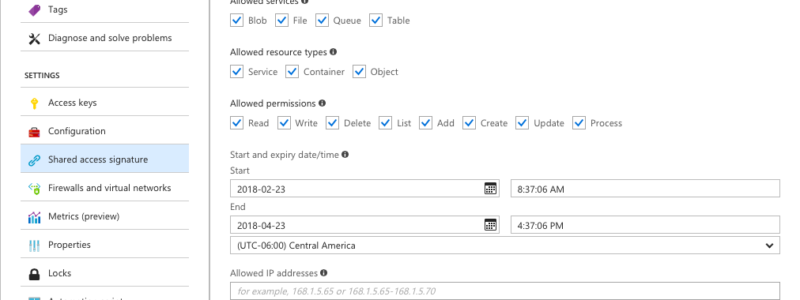 Tags
Diagnose and solve problems
SETTINGS
Access keys
Configuration
Shared access signature
Firewalls and virtual networks
Metrics (preview)
Properties
Locks
Allowed services
Blob File Queue Table
Allowed resource types
Service Container Object
Allowed permissions
Read Write Delete List Add Create Update Process
Start and expiry date/time
Start
2018-02-23 8:37:06 AM
End
2018-04-23 4:37:06 PM
(UTC-06:00) Central America
Allowed IP addresses
for example, 168.1.5.65 or 168.1.5.65-168.1.5.70